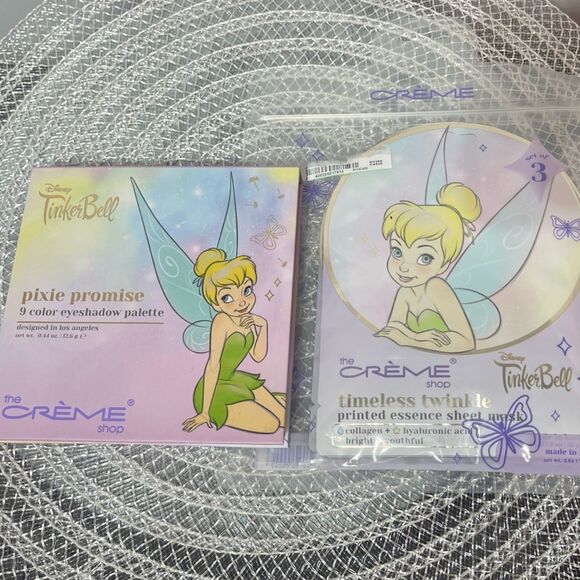 Disney
TinkerBell
pixie promise
9 color eyeshadow palette
designed in los angeles
net wt. 0.44 oz. / 12.6 g ℮
the
CRÈME®
shop
CRÈME
set of
3
the
CRÈME®
shop
Disney
TinkerBell
timeless twinkle
printed essence sheet mask
collagen + hyaluronic acid
bright youthful
made in
net wt.